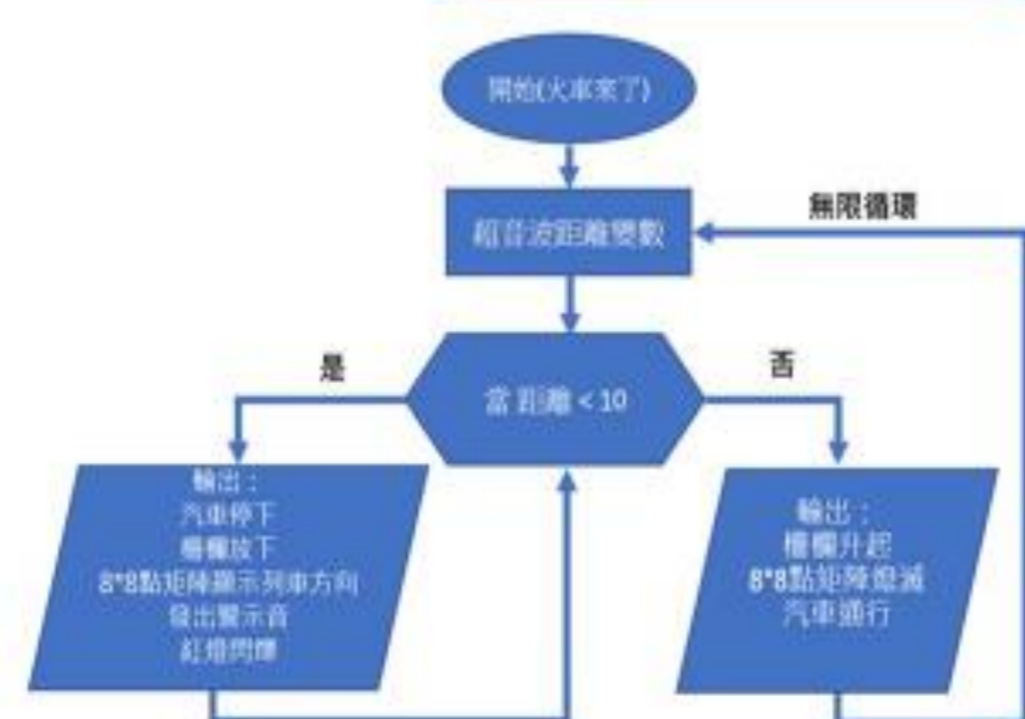 開始(火車來了)
超音波距離變數
無限循環
當 距離 < 10
是
否
輸出：
汽車停下
柵欄放下
8*8點矩陣顯示列車方向
發出警示音
紅燈閃爍
輸出：
柵欄升起
8*8點矩陣熄滅
汽車通行